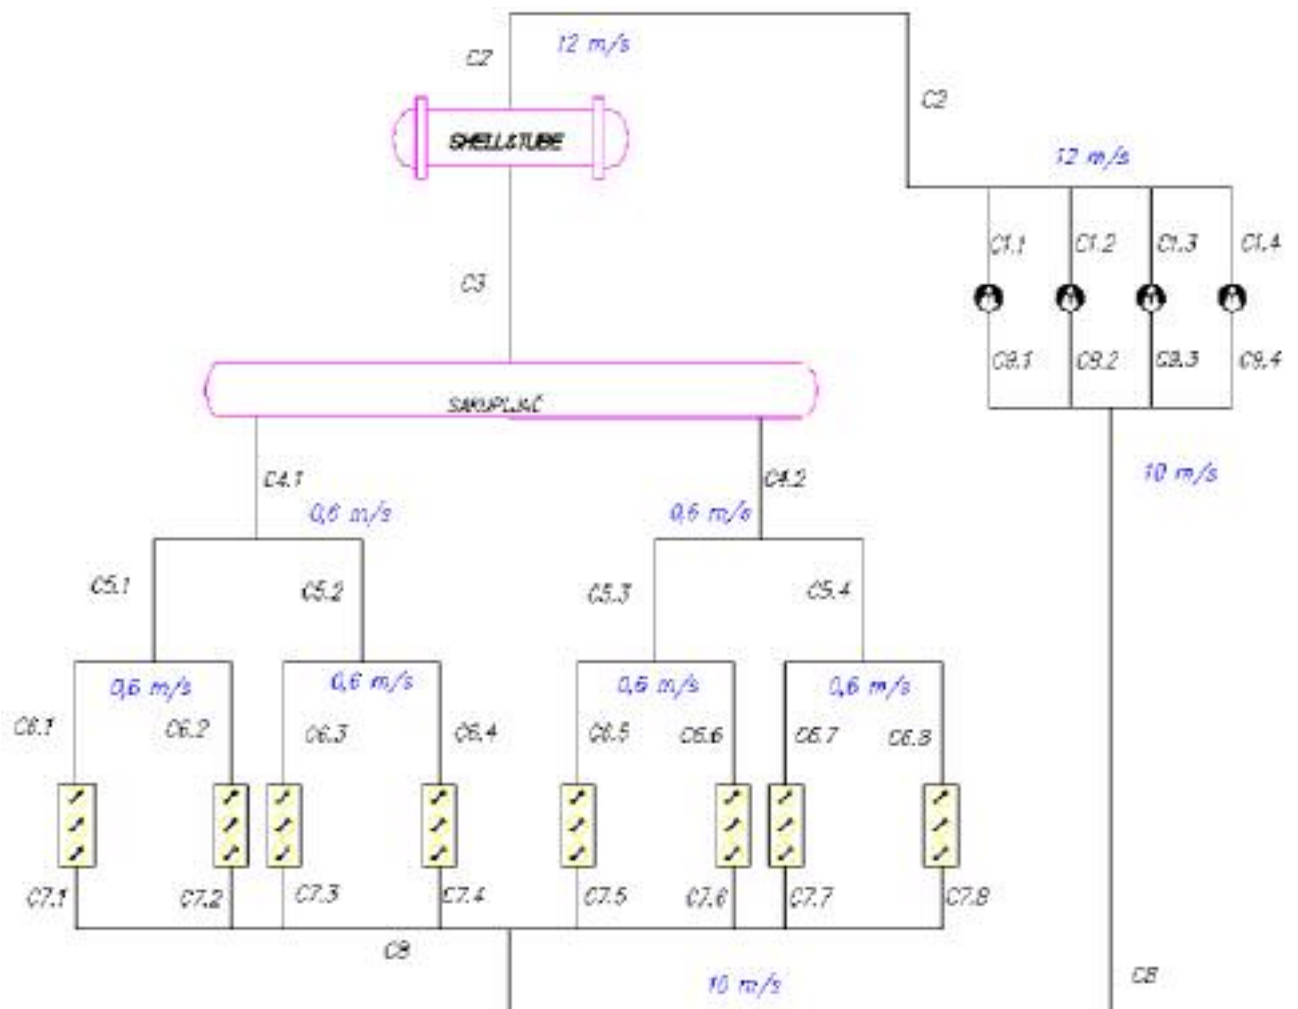 C2
12 m/s
C2
SHELL&TUBE
12 m/s
C1.1
C1.2
C1.3
C1.4
C3
C9.1
C9.2
C9.3
C9.4
SAKUPLJAČ
C4.1
C4.2
10 m/s
0,6 m/s
0,6 m/s
C5.1
C5.2
C5.3
C5.4
0,6 m/s
0,6 m/s
0,6 m/s
0,6 m/s
C6.1
C6.2
C6.3
C6.4
C6.5
C6.6
C6.7
C6.8
C7.1
C7.2
C7.3
C7.4
C7.5
C7.6
C7.7
C7.8
C8
10 m/s
C8